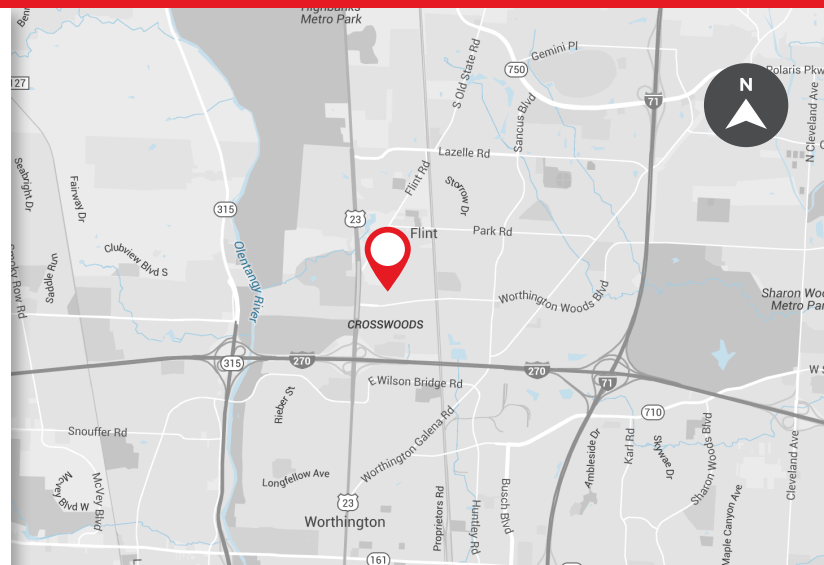 Highbanks
Metro Park
S Old State Rd
750
Gemini Pl
Polaris Pkw
N
71
Sancus Blvd
N Cleveland Ave
Lazelle Rd
Flint Rd
Storrow Dr
Seabright Dr
Fairway Dr
315
23
Flint
Park Rd
Clubview Blvd S
Sapple Run
Olentangy River
Worthington Woods Blvd
Sharon Woo
Metro Par
CROSSWOODS
315
270
270
71
E Wilson Bridge Rd
W S
Rieber St
710
Snouffer Rd
Worthington Galena Rd
Ambleside Dr
Karl Rd
Skywae Dr
Sharon Woods Blvd
Cleveland Ave
Longfellow Ave
McVey Blvd W
McVey Blvd
23
Worthington
Proprietors Rd
Huntley Rd
Busch Blvd
Maple Canyon Ave
161